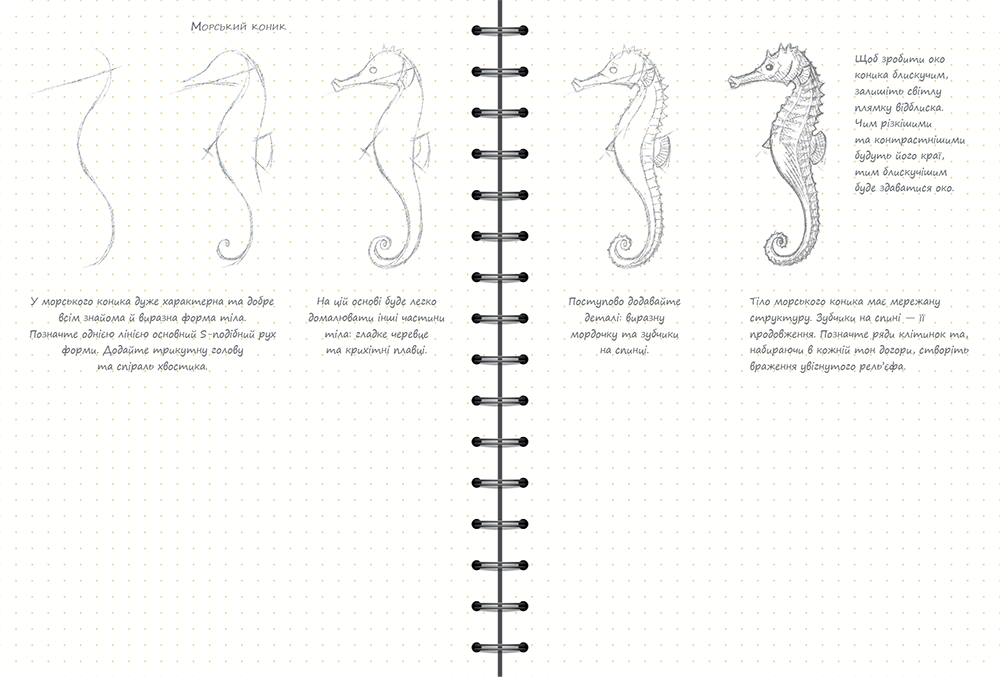 Морський коник
У морського коника дуже характерна та добре
всім знайома й виразна форма тіла.
Позначте однією лінією основний S-подібний рух
форми. Додайте трикутну голову
та спіраль хвостика.
На цій основі буде легко
домалювати інші частини
тіла: гладке черевце
та крихітні плавці.
Поступово додавайте
деталі: виразну
мордочку та зубчики
на спинці.
Щоб зробити око
коника блискучим,
залишіть світлу
плямку відблиска.
Чим різкішими
та контрастнішими
будуть його краї,
тим блискучішим
буде здаватися око.
Тіло морського коника має мережану
структуру. Зубчики на спині — її
продовження. Позначте ряди клітинок та,
набираючи в кожній тон догори, створіть
враження увігнутого рельєфа.